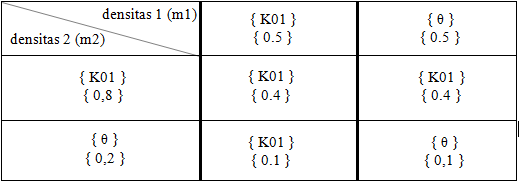 densitas 1 (m1)
densitas 2 (m2)
{ K01 }
{ 0.5 }
{ θ }
{ 0.5 }
{ K01 }
{ 0,8 }
{ K01 }
{ 0.4 }
{ K01 }
{ 0.4 }
{ θ }
{ 0,2 }
{ K01 }
{ 0.1 }
{ θ }
{ 0,1 }